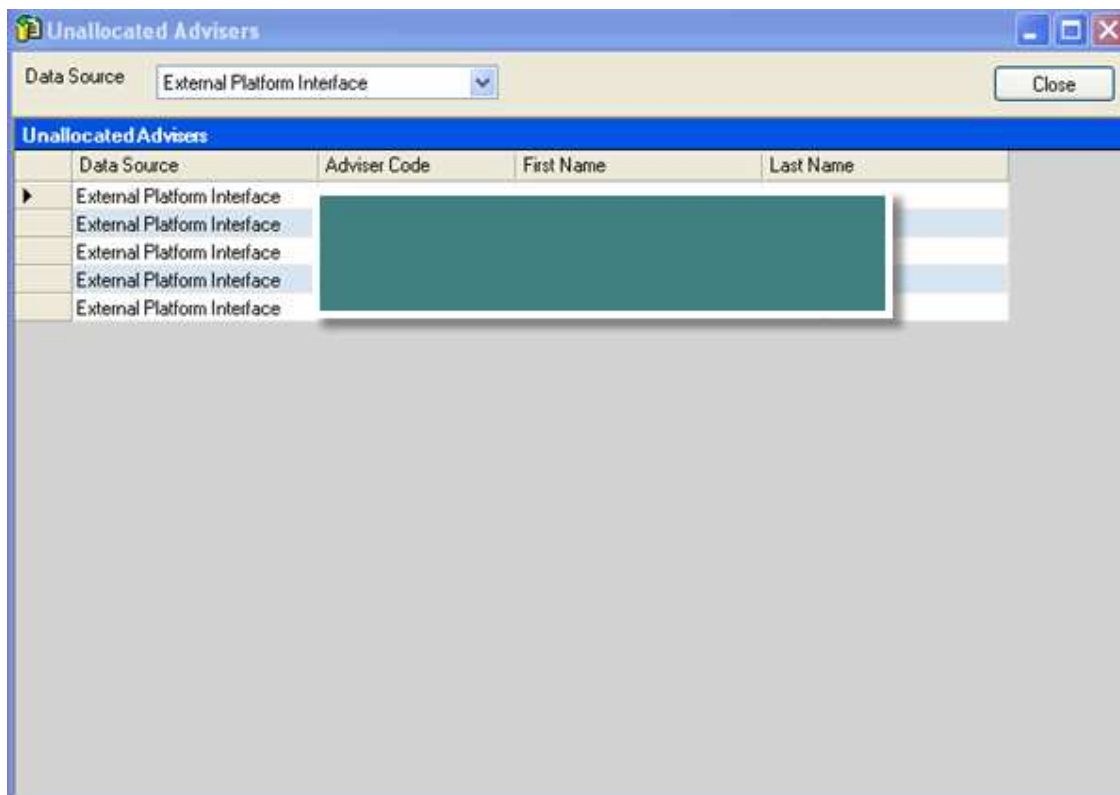 Unallocated Advisers
Data Source External Platform Interface Close
Unallocated Advisers
Data Source Adviser Code First Name Last Name
External Platform Interface
External Platform Interface
External Platform Interface
External Platform Interface
External Platform Interface